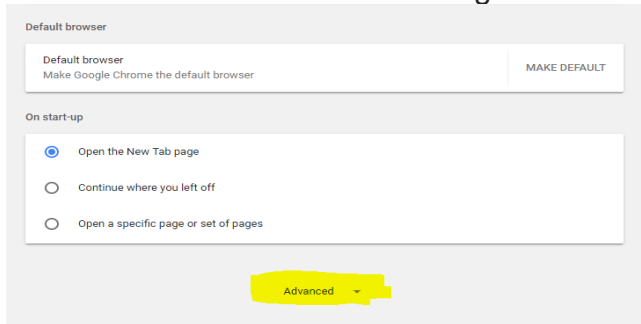 Default browser
Default browser
Make Google Chrome the default browser
MAKE DEFAULT
On start-up
Open the New Tab page
Continue where you left off
Open a specific page or set of pages
Advanced